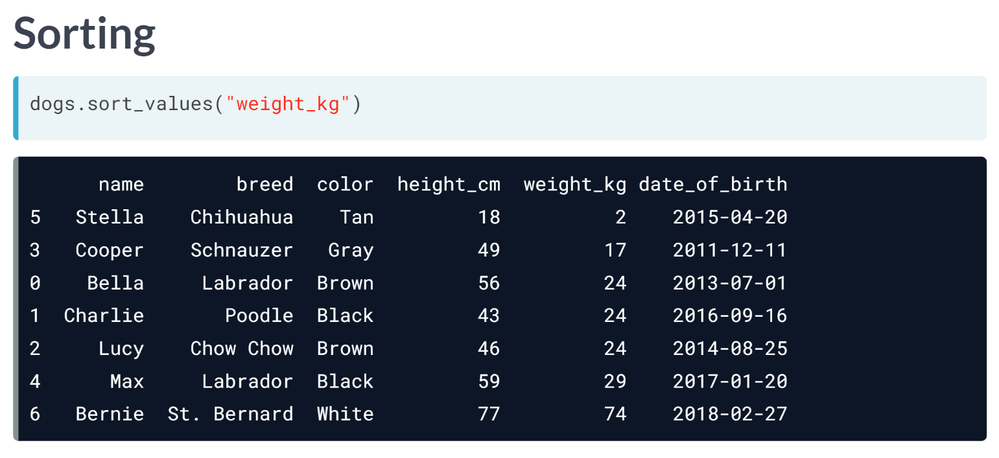 Sorting
dogs.sort_values("weight_kg")
name breed color height_cm weight_kg date_of_birth
5 Stella Chihuahua Tan 18 2 2015-04-20
3 Cooper Schnauzer Gray 49 17 2011-12-11
0 Bella Labrador Brown 56 24 2013-07-01
1 Charlie Poodle Black 43 24 2016-09-16
2 Lucy Chow Chow Brown 46 24 2014-08-25
4 Max Labrador Black 59 29 2017-01-20
6 Bernie St. Bernard White 77 74 2018-02-27